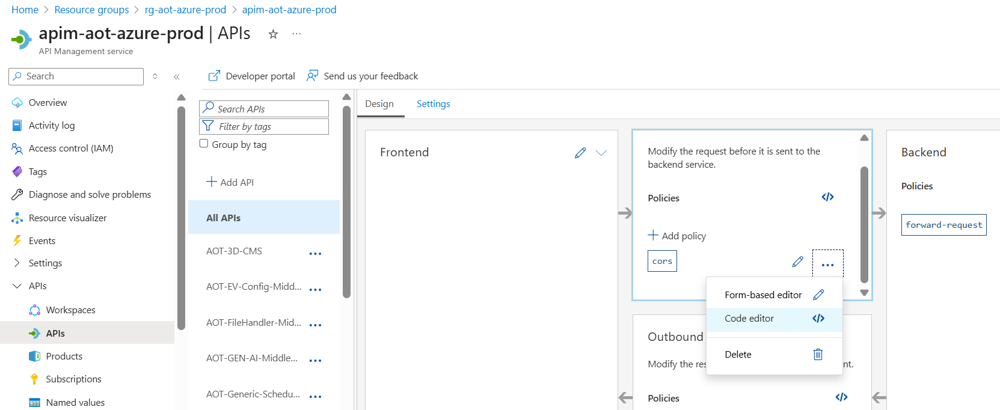 Home > Resource groups > rg-aot-azure-prod > apim-aot-azure-prod
apim-aot-azure-prod | APIs
API Management service
Search
Developer portal
Send us your feedback
Overview
Activity log
Access control (IAM)
Tags
Diagnose and solve problems
Resource visualizer
Events
Settings
APIs
Workspaces
APIs
Products
Subscriptions
Named values
Search APIs
Filter by tags
Group by tag
Add API
All APIs
AOT-3D-CMS
AOT-EV-Config-Midd...
AOT-FileHandler-Mid...
AOT-GEN-AI-Middle...
AOT-Generic-Schedu...
Design
Settings
Frontend
Modify the request before it is sent to the
backend service.
Policies
Add policy
cors
Form-based editor
Code editor
Delete
Outbound
Modify the res
nt.
Policies
Backend
Policies
forward-request